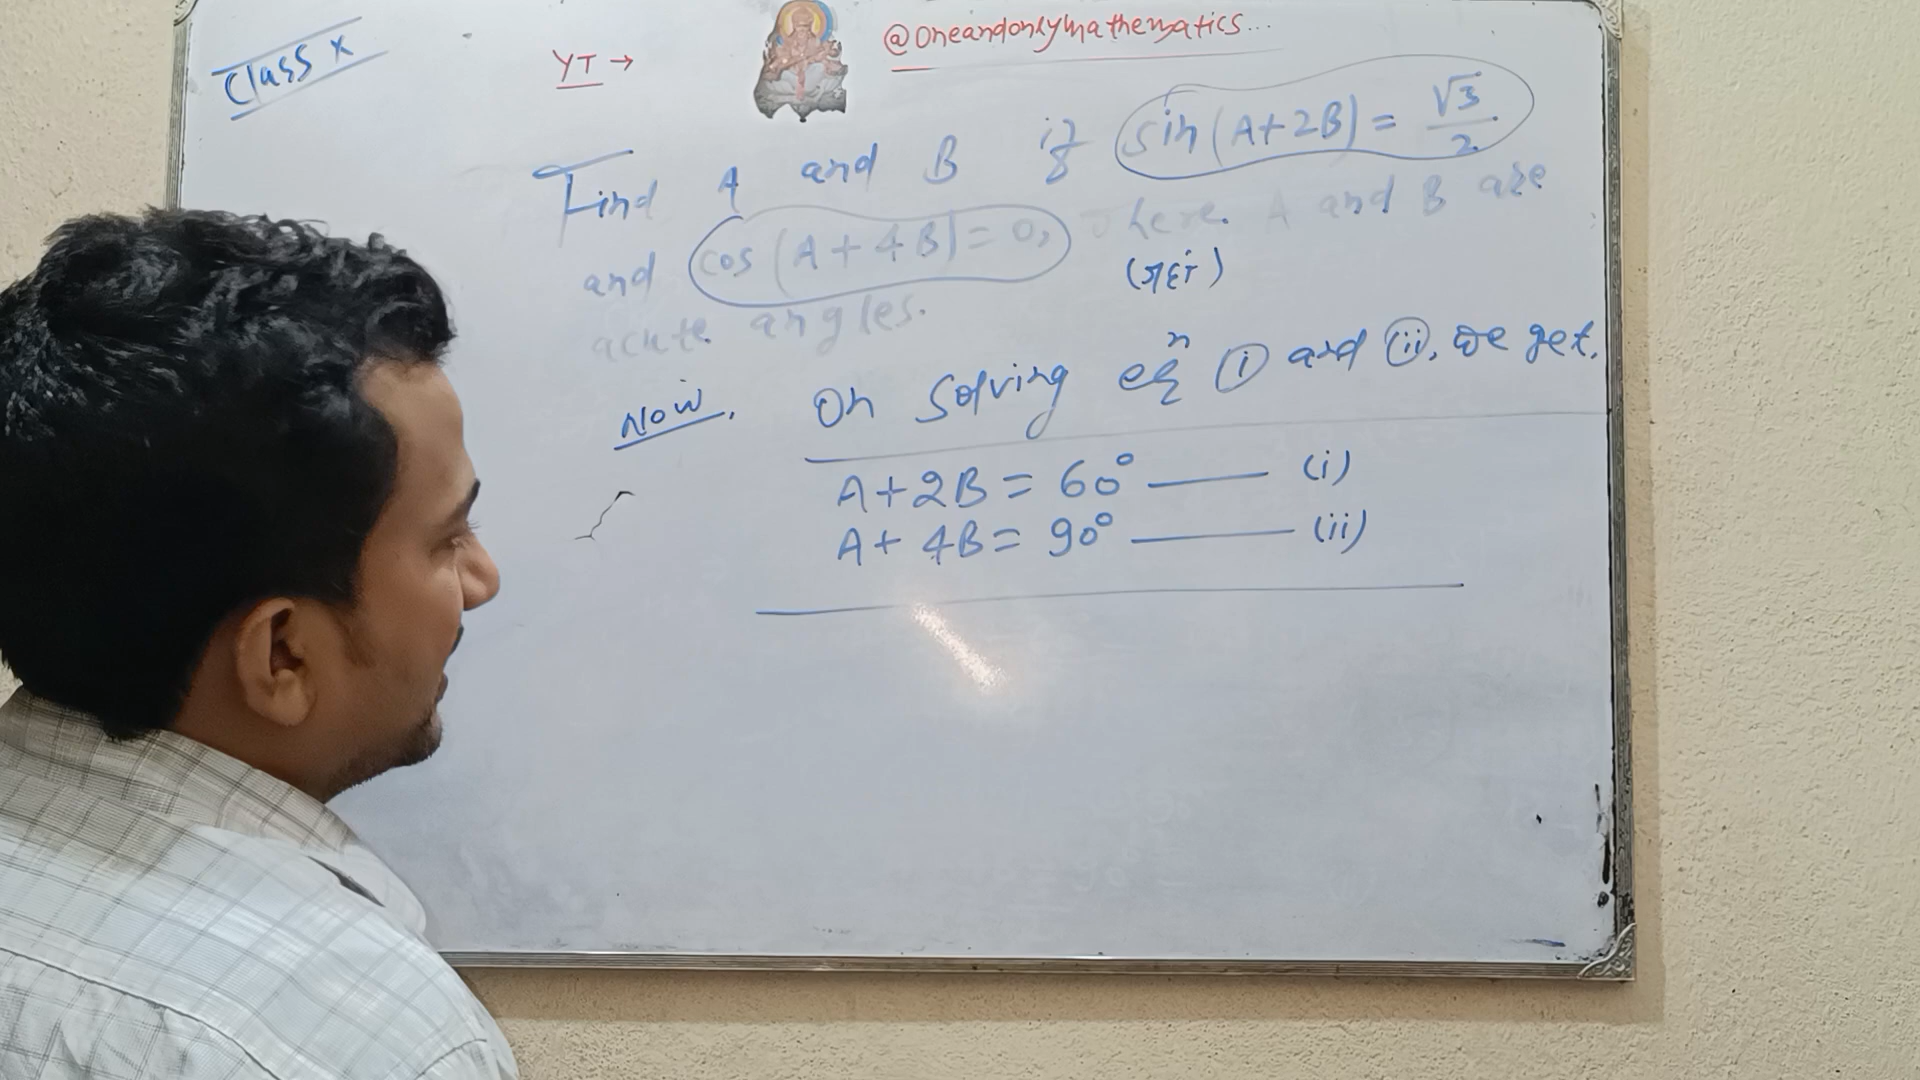 Class X
YT → @Oneandonlymathematics...
Find A and B if sin(A+2B) = √3/2
and cos(A+4B) = 0, where A and B are
(जहाँ)
acute angles.
Now, On Solving eqⁿ (i) and (ii), we get.
A+2B = 60° —— (i)
A+4B = 90° —— (ii)